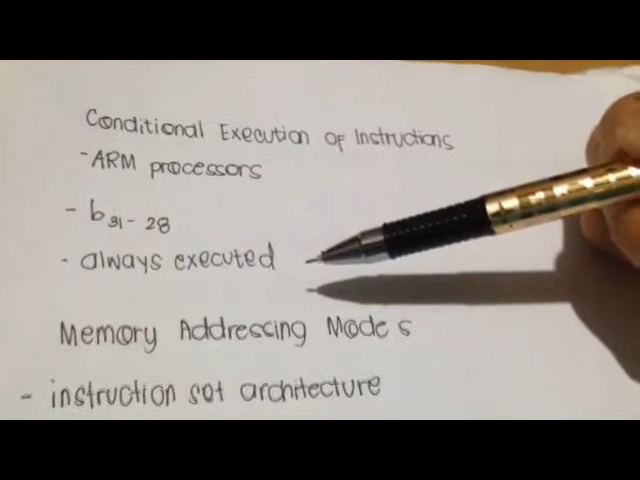 Conditional Execution of Instructions
- ARM processors
- b31-28
- always executed
Memory Addressing Modes
- instruction set architecture